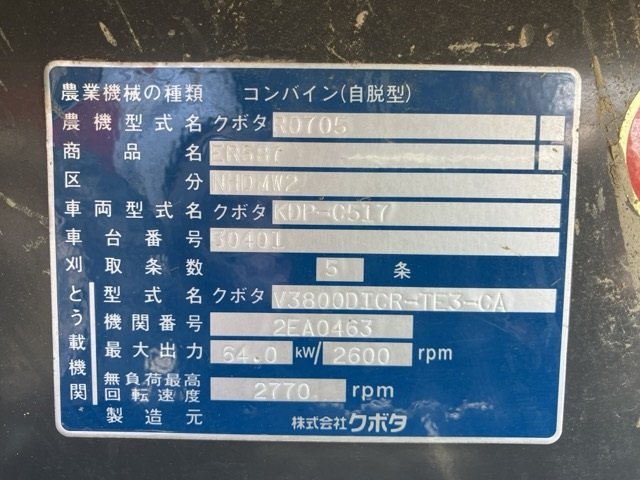 農業機械の種類 コンバイン(自脱型)
農機型式名 クボタ R0705
商品名 ER587
区分 NHDMW2
車両型式名 クボタ KDP-C517
車台番号 30401
刈取条数 5 条
とう載機関
型式名 クボタ V3800DICR-TE3-CA
機関番号 2EA0463
最大出力 64.0 kW/ 2600 rpm
無負荷最高回転速度 2770 rpm
製造元 株式会社クボタ